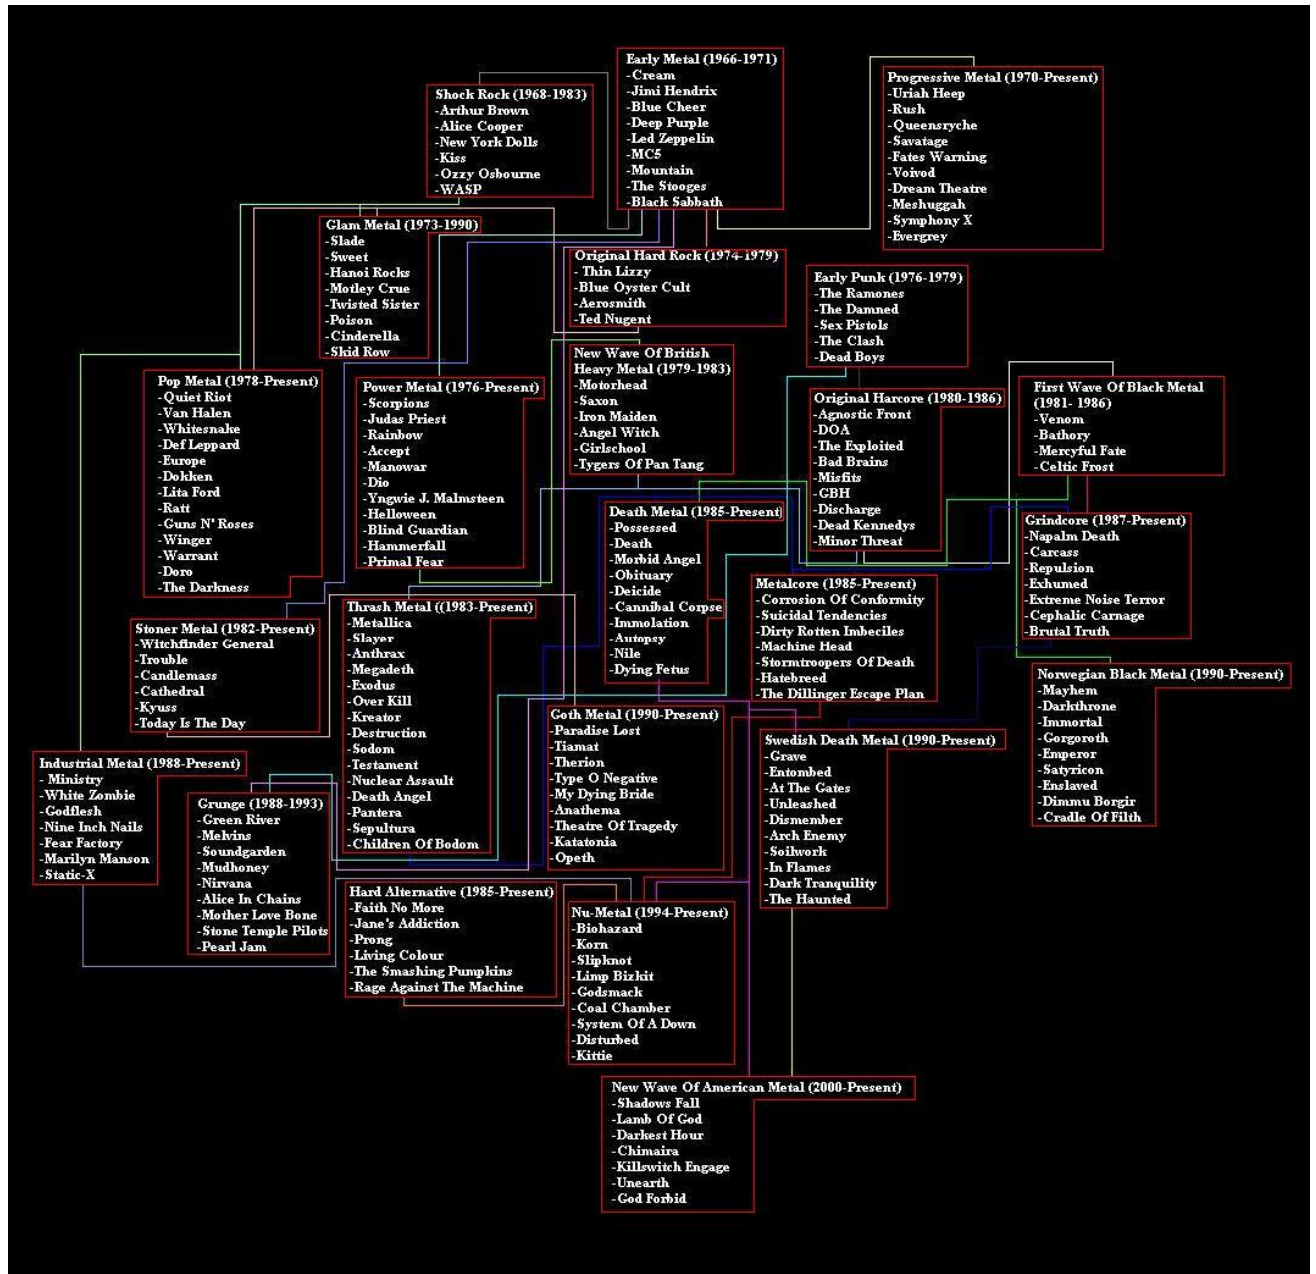 Early Metal (1966-1971)
-Cream
-Jimi Hendrix
-Blue Cheer
-Deep Purple
-Led Zeppelin
-MC5
-Mountain
-The Stooges
-Black Sabbath
Progressive Metal (1970-Present)
-Uriah Heep
-Rush
-Queensryche
-Savatage
-Fates Warning
-Voivod
-Dream Theatre
-Meshuggah
-Symphony X
-Evergrey
Shock Rock (1968-1983)
-Arthur Brown
-Alice Cooper
-New York Dolls
-Kiss
-Ozzy Osbourne
-WASP
Glam Metal (1973-1990)
-Slade
-Sweet
-Hanoi Rocks
-Motley Crue
-Twisted Sister
-Poison
-Cinderella
-Skid Row
Original Hard Rock (1974-1979)
- Thin Lizzy
-Blue Oyster Cult
-Aerosmith
-Ted Nugent
Early Punk (1976-1979)
-The Ramones
-The Damned
-Sex Pistols
-The Clash
-Dead Boys
Pop Metal (1978-Present)
-Quiet Riot
-Van Halen
-Whitesnake
-Def Leppard
-Europe
-Dokken
-Lita Ford
-Ratt
-Guns N' Roses
-Winger
-Warrant
-Doro
-The Darkness
Power Metal (1976-Present)
-Scorpions
-Judas Priest
-Rainbow
-Accept
-Manowar
-Dio
-Yngwie J. Malmsteen
-Helloween
-Blind Guardian
-Hammerfall
-Primal Fear
New Wave Of British
Heavy Metal (1979-1983)
-Motorhead
-Saxon
-Iron Maiden
-Angel Witch
-Girlschool
-Tygers Of Pan Tang
Original Harcore (1980-1986)
-Agnostic Front
-DOA
-The Exploited
-Bad Brains
-Misfits
-GBH
-Discharge
-Dead Kennedys
-Minor Threat
First Wave Of Black Metal
(1981- 1986)
-Venom
-Bathory
-Mercyful Fate
-Celtic Frost
Death Metal (1985-Present)
-Possessed
-Death
-Morbid Angel
-Obituary
-Deicide
-Cannibal Corpse
-Immolation
-Autopsy
-Nile
-Dying Fetus
Grindcore (1987-Present)
-Napalm Death
-Carcass
-Repulsion
-Exhumed
-Extreme Noise Terror
-Cephalic Carnage
-Brutal Truth
Metalcore (1985-Present)
-Corrosion Of Conformity
-Suicidal Tendencies
-Dirty Rotten Imbeciles
-Machine Head
-Stormtroopers Of Death
-Hatebreed
-The Dillinger Escape Plan
Stoner Metal (1982-Present)
-Witchfinder General
-Trouble
-Candlemass
-Cathedral
-Kyuss
-Today Is The Day
Thrash Metal ((1983-Present)
-Metallica
-Slayer
-Anthrax
-Megadeth
-Exodus
-Over Kill
-Kreator
-Destruction
-Sodom
-Testament
-Nuclear Assault
-Death Angel
-Pantera
-Sepultura
-Children Of Bodom
Norwegian Black Metal (1990-Present)
-Mayhem
-Darkthrone
-Immortal
-Gorgoroth
-Emperor
-Satyricon
-Enslaved
-Dimmu Borgir
-Cradle Of Filth
Goth Metal (1990-Present)
-Paradise Lost
-Tiamat
-Therion
-Type O Negative
-My Dying Bride
-Anathema
-Theatre Of Tragedy
-Katatonia
-Opeth
Swedish Death Metal (1990-Present)
-Grave
-Entombed
-At The Gates
-Unleashed
-Dismember
-Arch Enemy
-Soilwork
-In Flames
-Dark Tranquility
-The Haunted
Industrial Metal (1988-Present)
- Ministry
-White Zombie
-Godflesh
-Nine Inch Nails
-Fear Factory
-Marilyn Manson
-Static-X
Grunge (1988-1993)
-Green River
-Melvins
-Soundgarden
-Mudhoney
-Nirvana
-Alice In Chains
-Mother Love Bone
-Stone Temple Pilots
-Pearl Jam
Hard Alternative (1985-Present)
-Faith No More
-Jane's Addiction
-Prong
-Living Colour
-The Smashing Pumpkins
-Rage Against The Machine
Nu-Metal (1994-Present)
-Biohazard
-Korn
-Slipknot
-Limp Bizkit
-Godsmack
-Coal Chamber
-System Of A Down
-Disturbed
-Kittie
New Wave Of American Metal (2000-Present)
-Shadows Fall
-Lamb Of God
-Darkest Hour
-Chimaira
-Killswitch Engage
-Unearth
-God Forbid